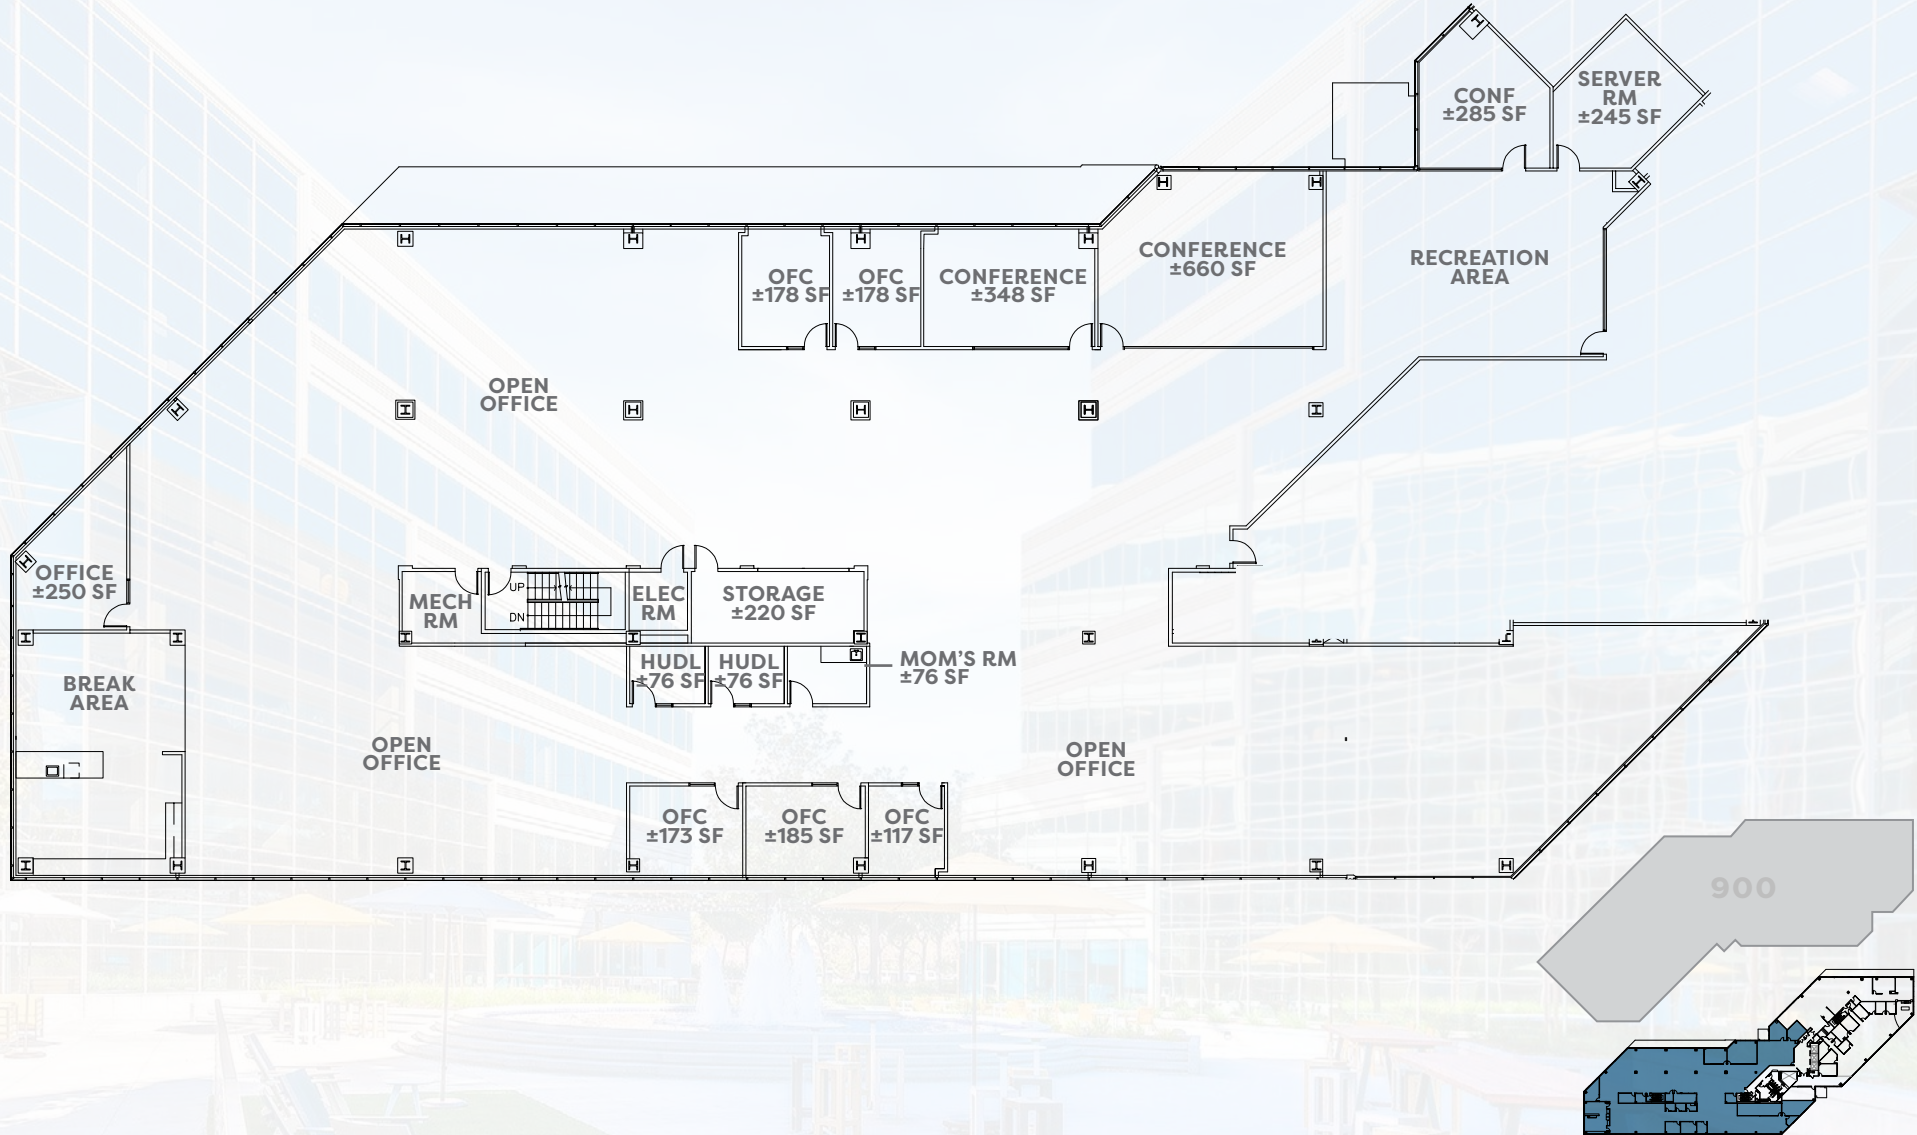 CONF
±285 SF
SERVER
RM
±245 SF
CONFERENCE
±660 SF
RECREATION
AREA
OFC
±178 SF
OFC
±178 SF
CONFERENCE
±348 SF
OPEN
OFFICE
OFFICE
±250 SF
MECH
RM
UP
DN
ELEC
RM
STORAGE
±220 SF
HUDL
±76 SF
HUDL
±76 SF
MOM'S RM
±76 SF
BREAK
AREA
OPEN
OFFICE
OPEN
OFFICE
OFC
±173 SF
OFC
±185 SF
OFC
±117 SF
900